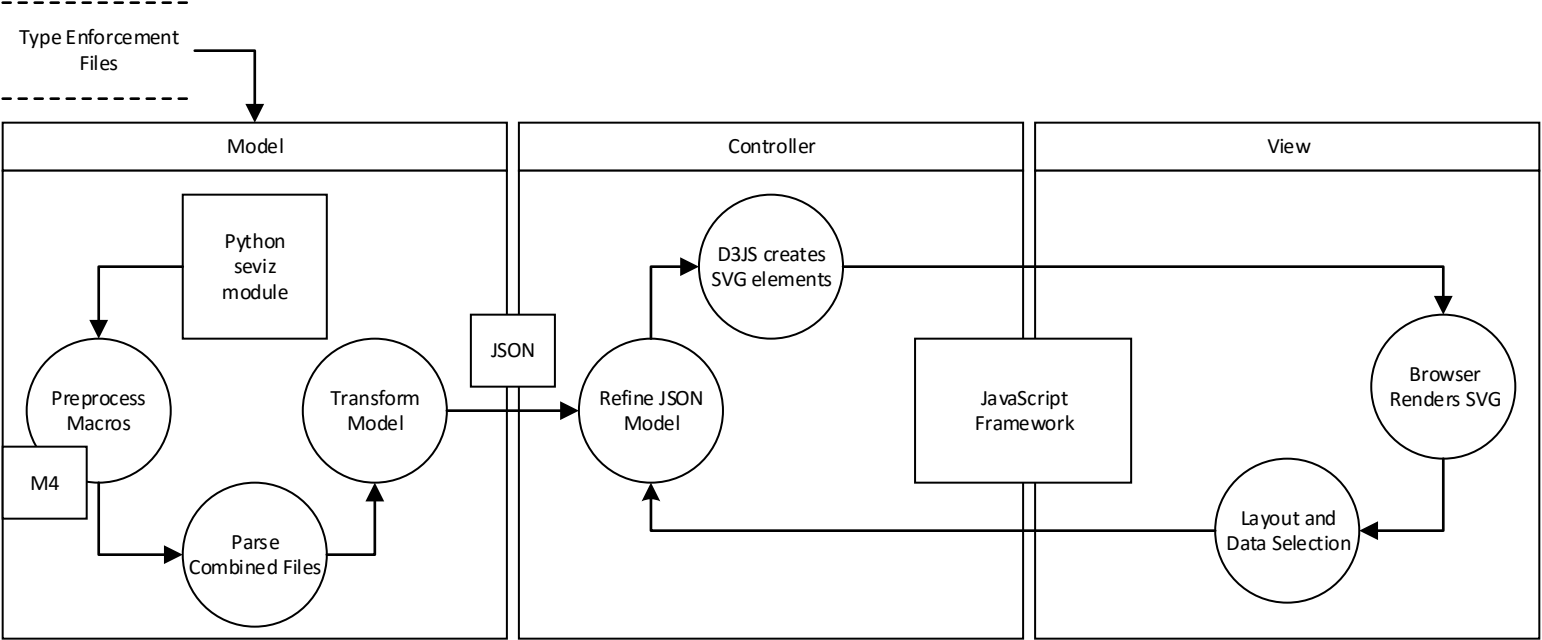 Type Enforcement
Files
Model
Controller
View
Python
seviz
module
Preprocess
Macros
M4
Parse
Combined Files
Transform
Model
JSON
Refine JSON
Model
D3JS creates
SVG elements
JavaScript
Framework
Browser
Renders SVG
Layout and
Data Selection